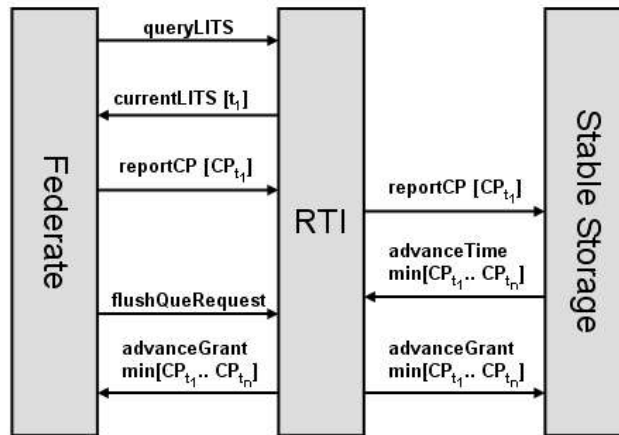 queryLITS
currentLITS [t₁]
reportCP [CPₜ₁]
reportCP [CPₜ₁]
Federate
RTI
Stable Storage
advanceTime
min[CPₜ₁.. CPₜₙ]
flushQueRequest
advanceGrant
min[CPₜ₁.. CPₜₙ]
advanceGrant
min[CPₜ₁.. CPₜₙ]